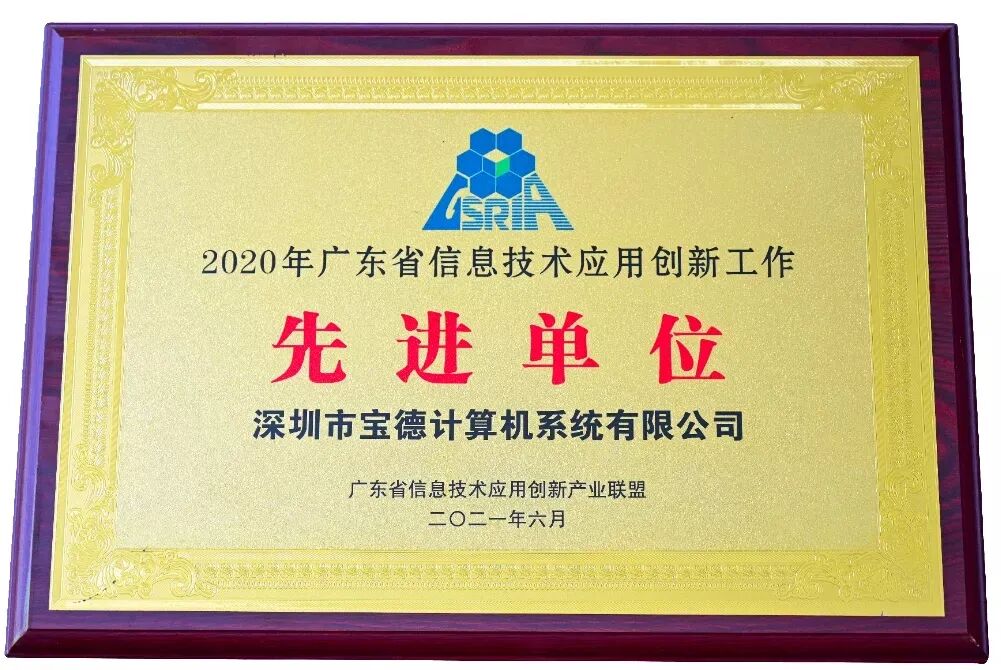 GSRIA
2020年广东省信息技术应用创新工作
先进单位
深圳市宝德计算机系统有限公司
广东省信息技术应用创新产业联盟
二〇二一年六月